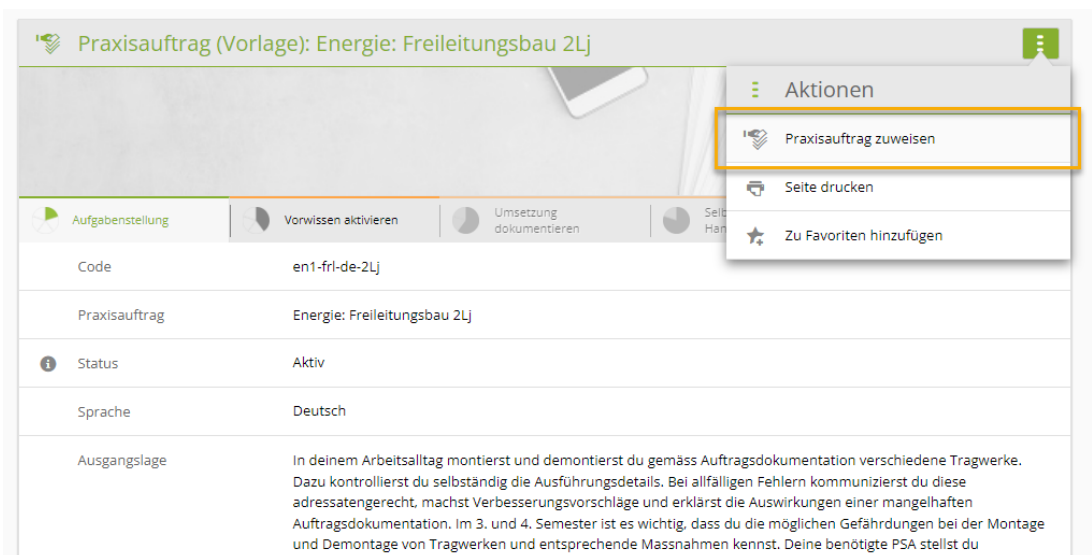 Praxisauftrag (Vorlage): Energie: Freileitungsbau 2Lj
Aktionen
Praxisauftrag zuweisen
Seite drucken
Zu Favoriten hinzufügen
Aufgabenstellung
Vorwissen aktivieren
Umsetzung
dokumentieren
Code en1-frl-de-2Lj
Praxisauftrag Energie: Freileitungsbau 2Lj
Status Aktiv
Sprache Deutsch
Ausgangslage In deinem Arbeitsalltag montierst und demontierst du gemäss Auftragsdokumentation verschiedene Tragwerke.
Dazu kontrollierst du selbständig die Ausführungsdetails. Bei allfälligen Fehlern kommunizierst du diese
adressatengerecht, machst Verbesserungsvorschläge und erklärst die Auswirkungen einer mangelhaften
Auftragsdokumentation. Im 3. und 4. Semester ist es wichtig, dass du die möglichen Gefährdungen bei der Montage
und Demontage von Tragwerken und entsprechende Massnahmen kennst. Deine benötigte PSA stellst du